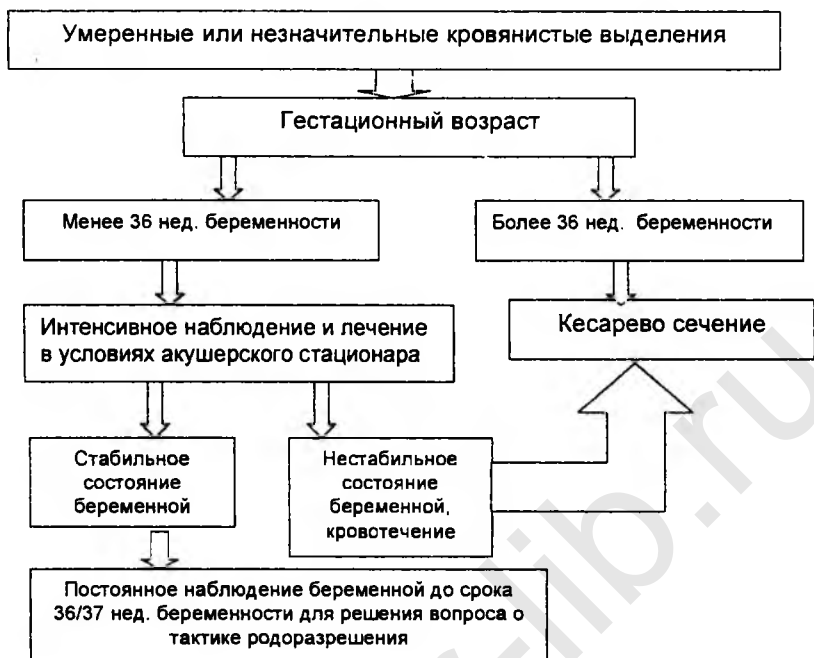 Умеренные или незначительные кровянистые выделения
Гестационный возраст
Менее 36 нед. беременности
Более 36 нед. беременности
Интенсивное наблюдение и лечение
в условиях акушерского стационара
Кесарево сечение
Стабильное
состояние
беременной
Нестабильное
состояние
беременной,
кровотечение
Постоянное наблюдение беременной до срока
36/37 нед. беременности для решения вопроса о
тактике родоразрешения
lib.ru